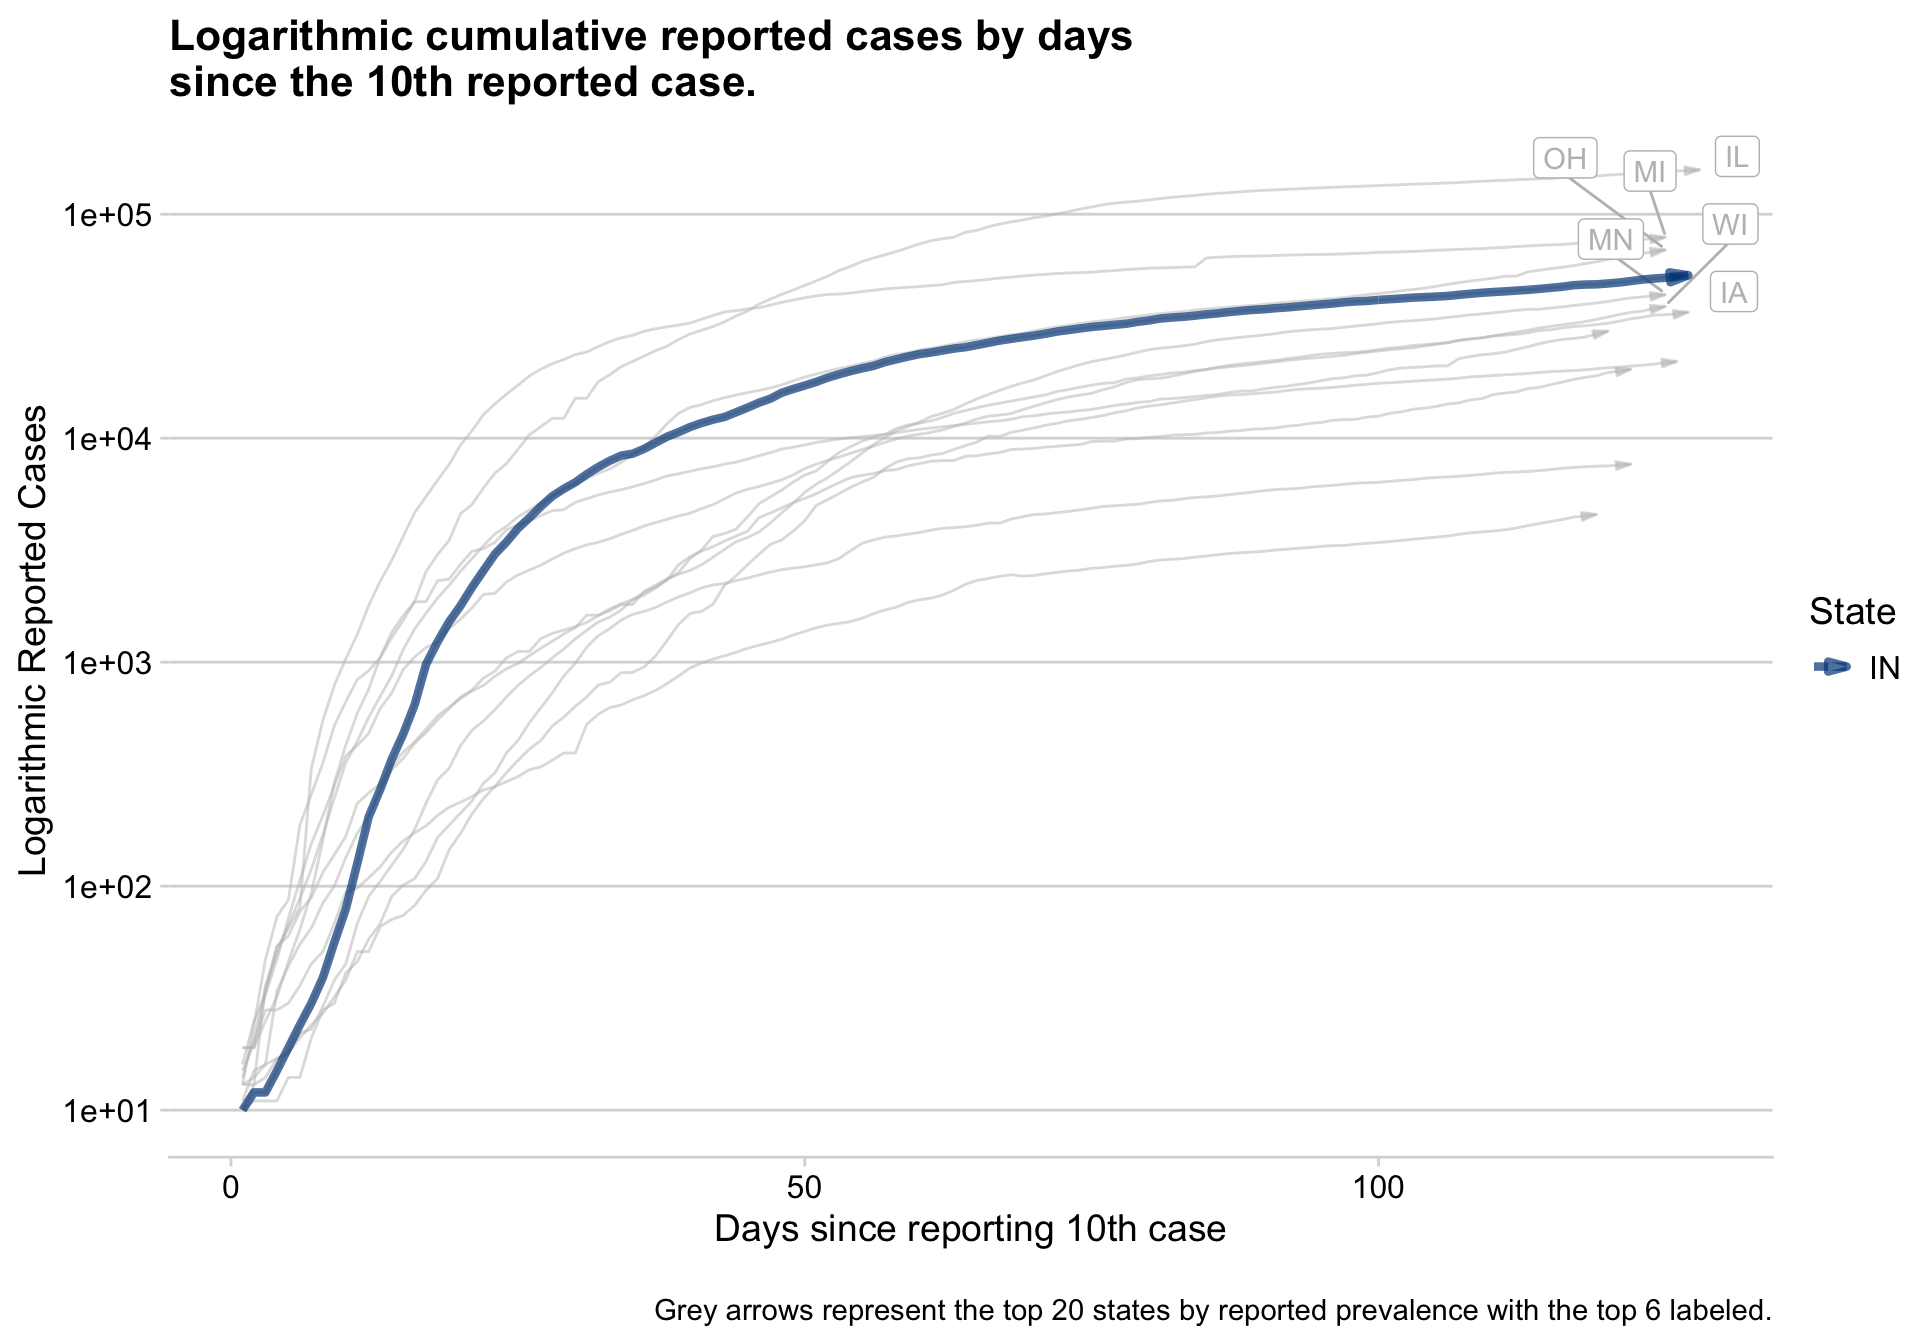 Logarithmic cumulative reported cases by days
since the 10th reported case.
OH
MI
IL
MN
WI
IA
1e+05
1e+04
1e+03
1e+02
1e+01
Logarithmic Reported Cases
0
50
100
Days since reporting 10th case
State
IN
Grey arrows represent the top 20 states by reported prevalence with the top 6 labeled.